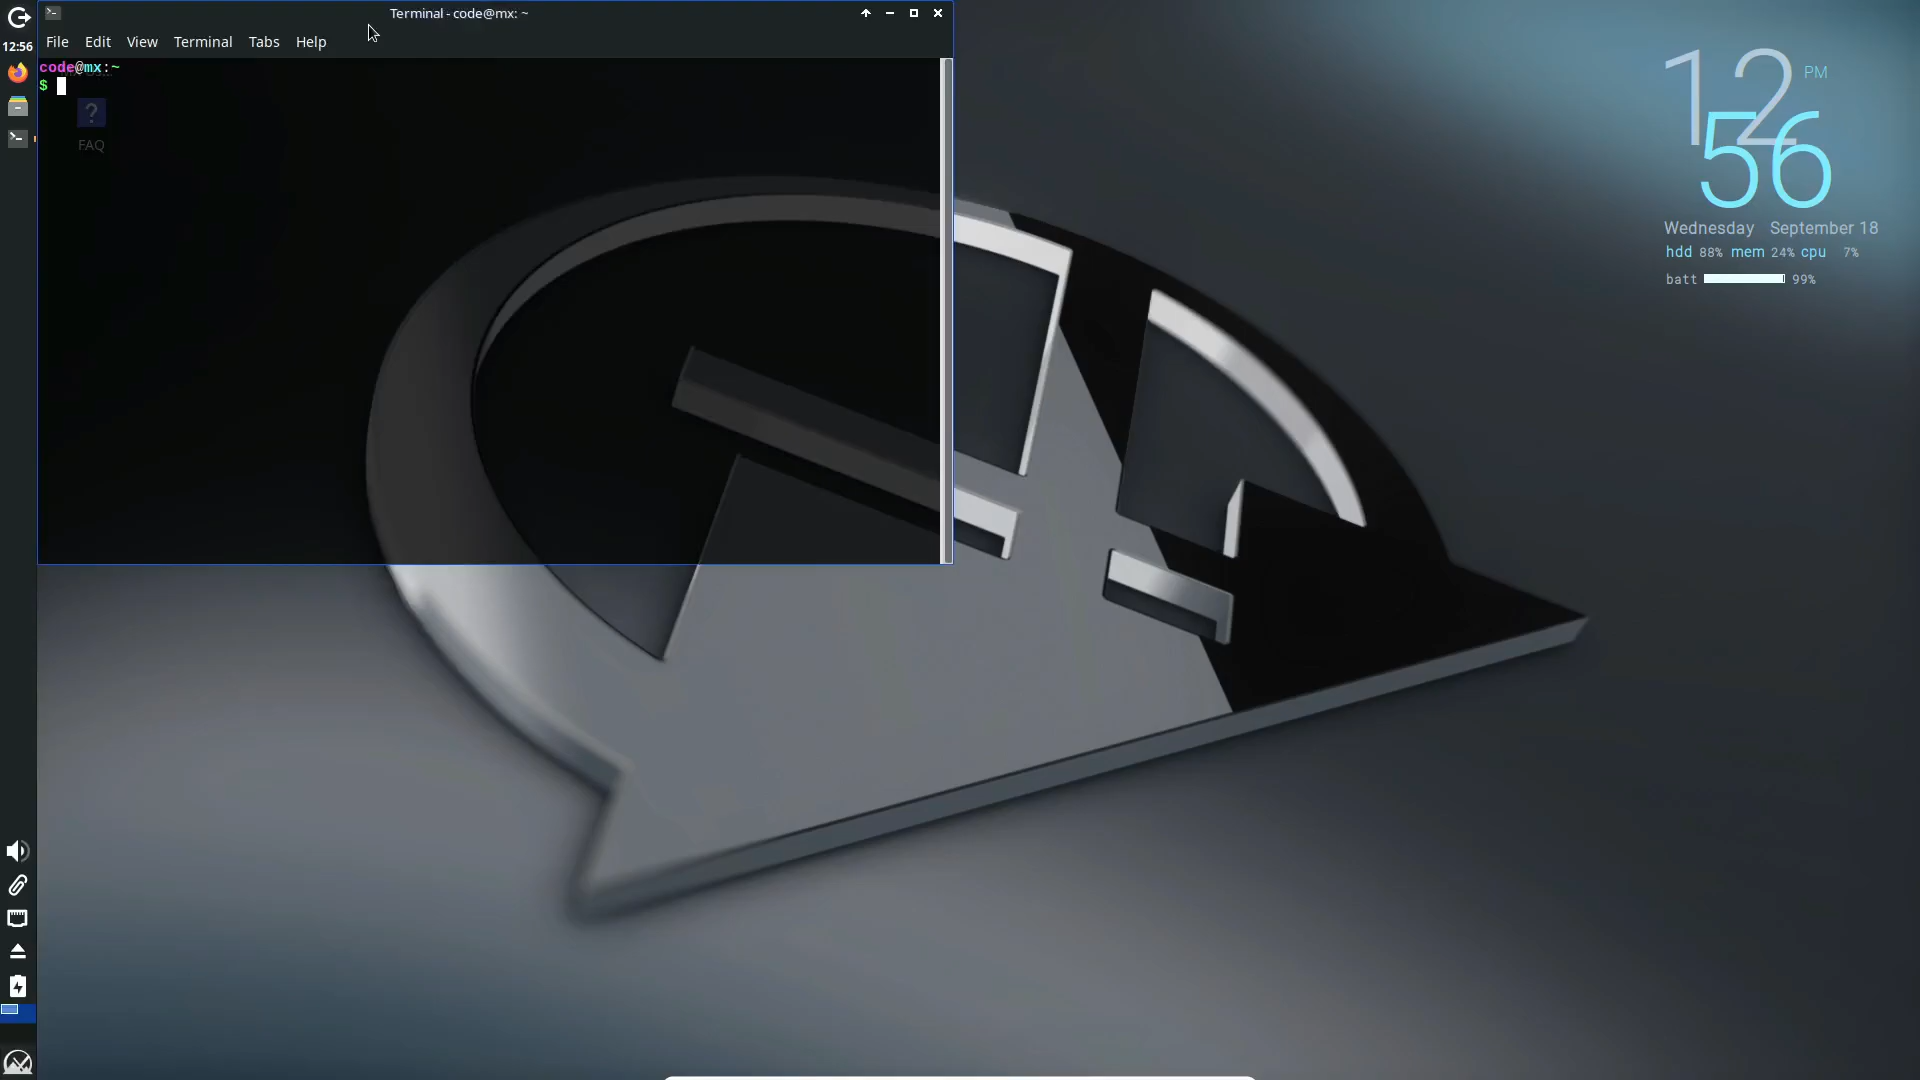 Terminal - code@mx: ~
12:56
File Edit View Terminal Tabs Help
code@mx:~
$
?
FAQ
12 PM
56
Wednesday September 18
hdd 88% mem 24% cpu 7%
batt 99%